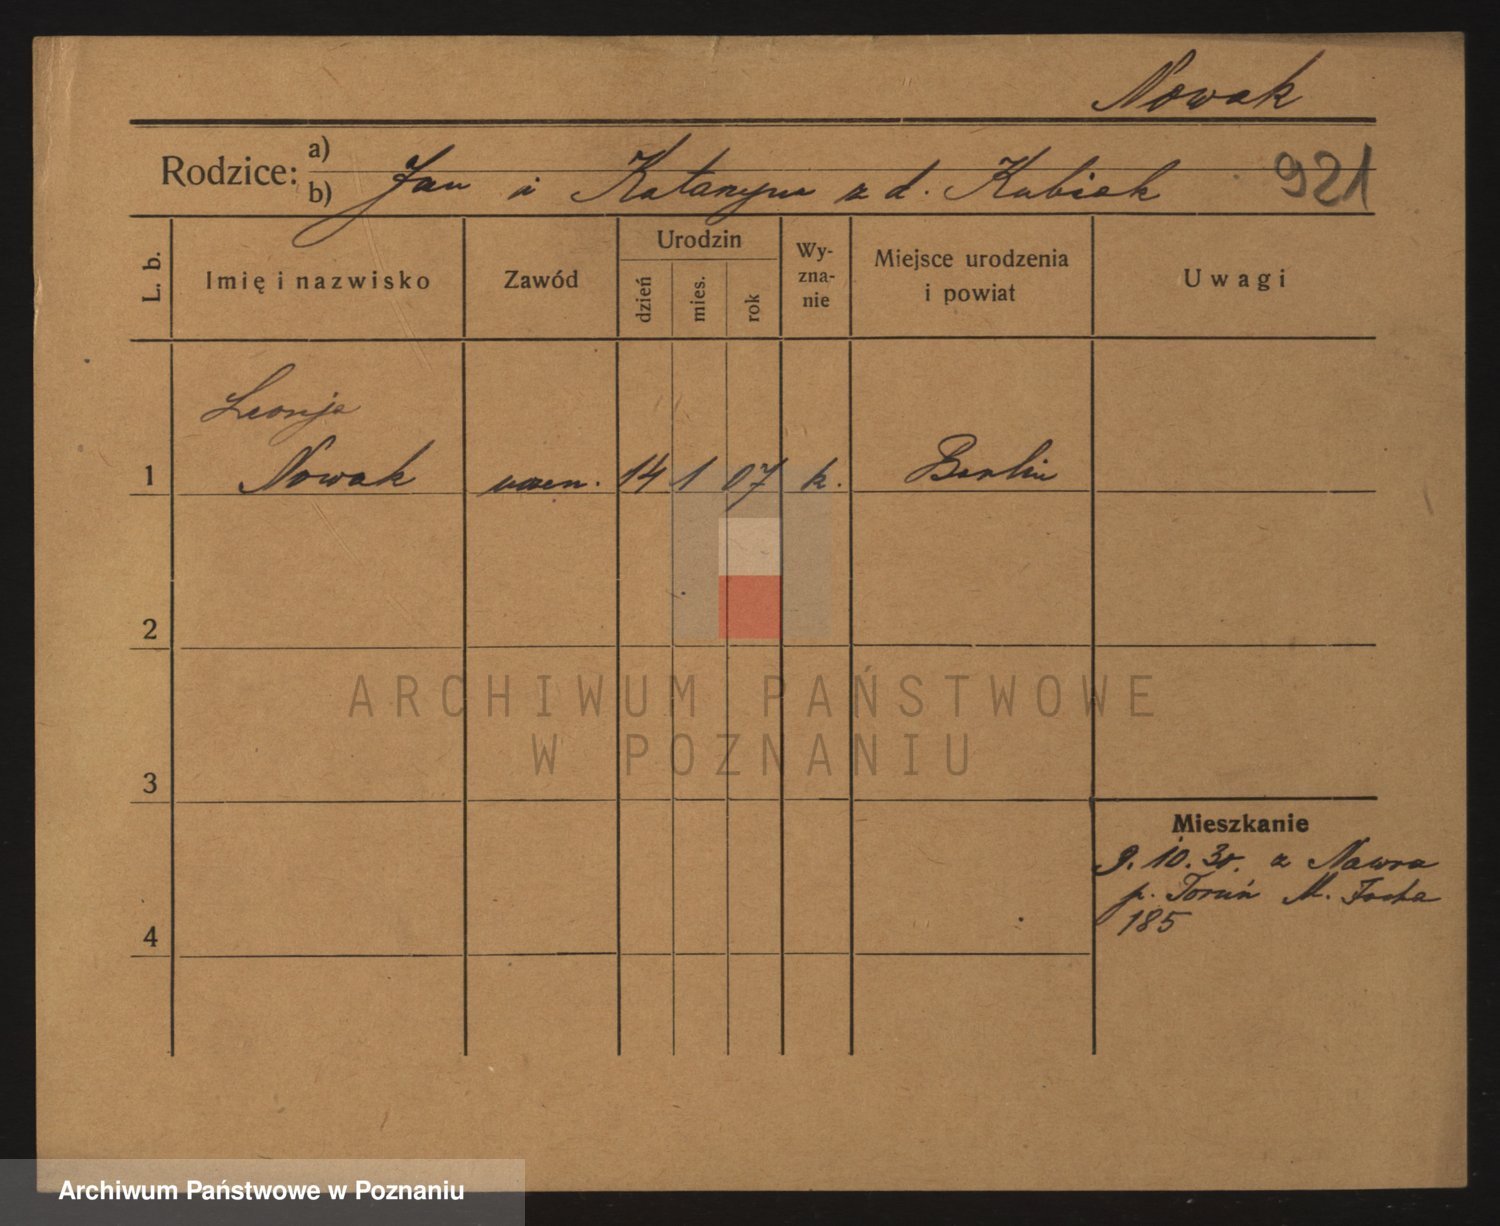 Nowak
Rodzice:
a)
b) Jan i Katarzyna z d. Kubiak
921
L. b.
Imię i nazwisko
Zawód
Urodzin
dzień
mies.
rok
Wy-
zna-
nie
Miejsce urodzenia
i powiat
Uwagi
Leonja
1 Nowak
14 1 07 k. Berlin
2
3
4
Mieszkanie
9.10.30. z Nawra
p. Toruń M. Focha
185
ARCHIWUM PAŃSTWOWE
W POZNANIU
Archiwum Państwowe w Poznaniu